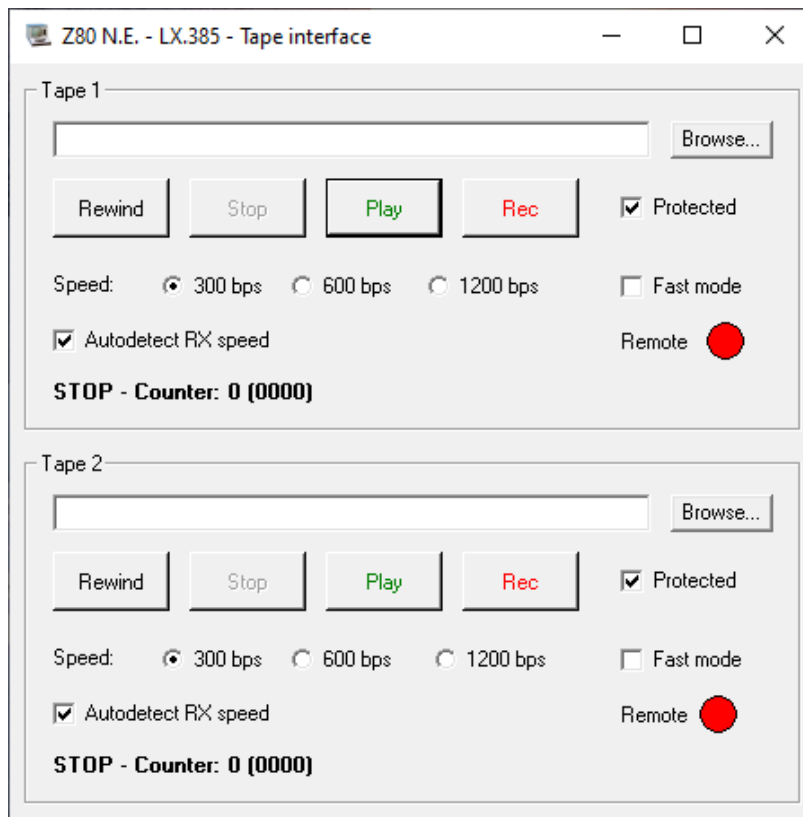 Z80 N.E. - LX.385 - Tape interface
Tape 1
Browse...
Rewind Stop Play Rec Protected
Speed: 300 bps 600 bps 1200 bps Fast mode
Autodetect RX speed Remote
STOP - Counter: 0 (0000)
Tape 2
Browse...
Rewind Stop Play Rec Protected
Speed: 300 bps 600 bps 1200 bps Fast mode
Autodetect RX speed Remote
STOP - Counter: 0 (0000)